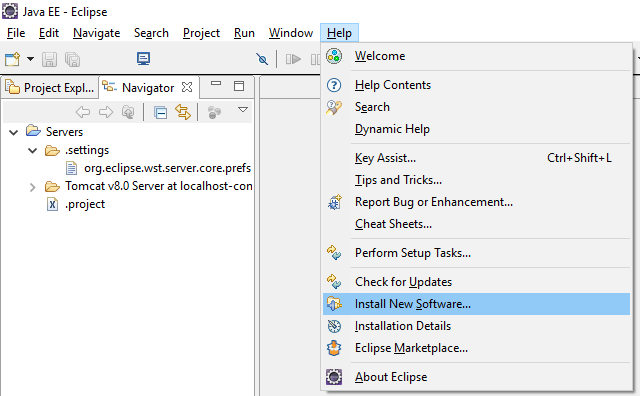 Java EE - Eclipse
File Edit Navigate Search Project Run Window Help
Project Expl... Navigator
Servers
.settings
org.eclipse.wst.server.core.prefs
Tomcat v8.0 Server at localhost-con
.project
Welcome
Help Contents
Search
Dynamic Help
Key Assist... Ctrl+Shift+L
Tips and Tricks...
Report Bug or Enhancement...
Cheat Sheets...
Perform Setup Tasks...
Check for Updates
Install New Software...
Installation Details
Eclipse Marketplace...
About Eclipse